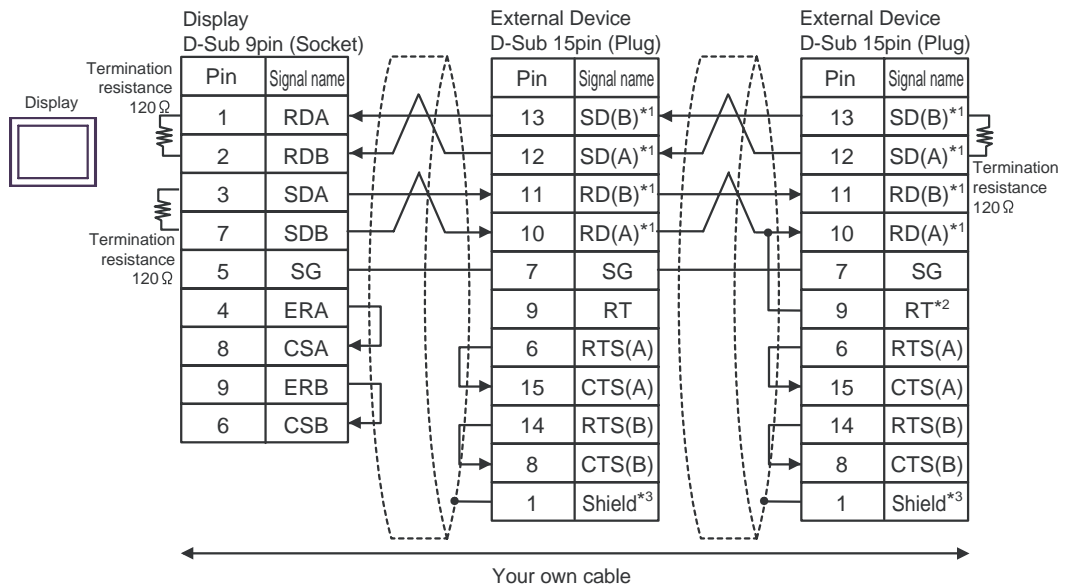 Display
D-Sub 9pin (Socket)
External Device
D-Sub 15pin (Plug)
External Device
D-Sub 15pin (Plug)
Display
Termination
resistance
120Ω
Termination
resistance
120Ω
Pin Signal name
1 RDA
2 RDB
3 SDA
7 SDB
5 SG
4 ERA
8 CSA
9 ERB
6 CSB
Pin Signal name
13 SD(B)*1
12 SD(A)*1
11 RD(B)*1
10 RD(A)*1
7 SG
9 RT
6 RTS(A)
15 CTS(A)
14 RTS(B)
8 CTS(B)
1 Shield*3
Pin Signal name
13 SD(B)*1
12 SD(A)*1
11 RD(B)*1
10 RD(A)*1
7 SG
9 RT*2
6 RTS(A)
15 CTS(A)
14 RTS(B)
8 CTS(B)
1 Shield*3
Termination
resistance
120Ω
Your own cable